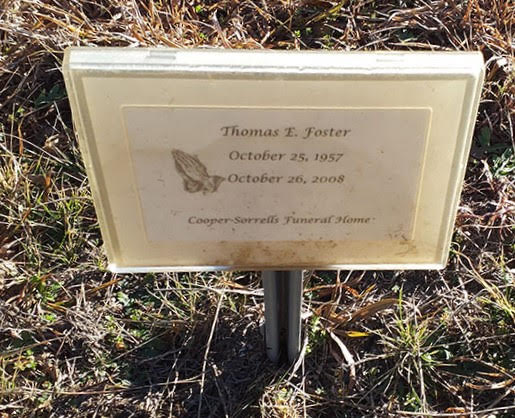 Thomas E. Foster
October 25, 1957
October 26, 2008
Cooper-Sorrells Funeral Home